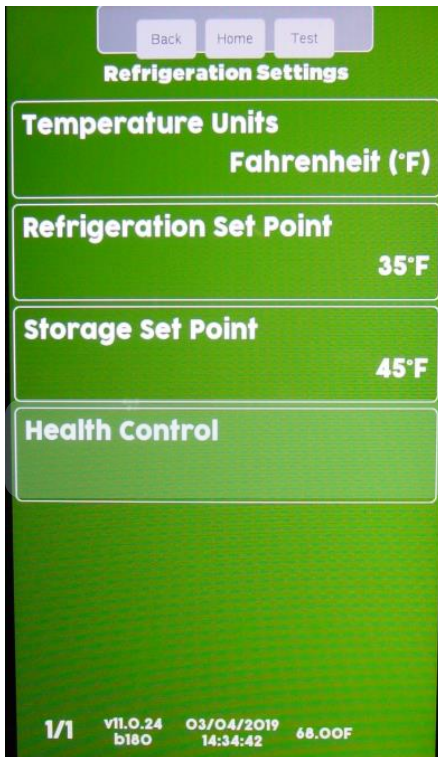 Back Home Test
Refrigeration Settings
Temperature Units
Fahrenheit (°F)
Refrigeration Set Point
35°F
Storage Set Point
45°F
Health Control
1/1 v11.0.24 03/04/2019 68.00F
b180 14:34:42